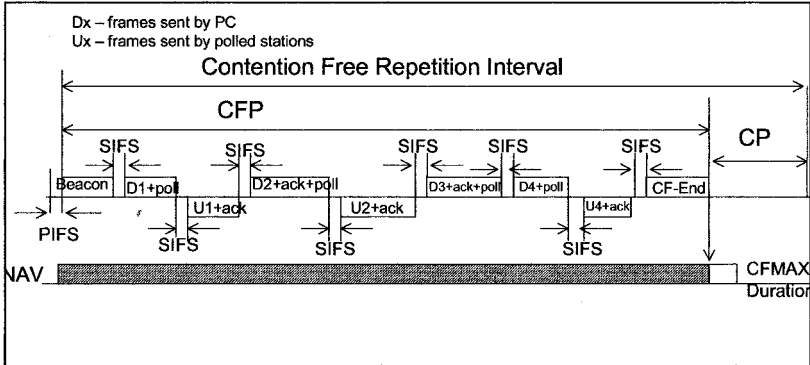 Dx – frames sent by PC
Ux – frames sent by polled stations
Contention Free Repetition Interval
CFP
CP
SIFS
SIFS
SIFS
SIFS
SIFS
Beacon
D1+poll
D2+ack+poll
D3+ack+poll
D4+poll
CF-End
U1+ack
U2+ack
U4+ack
PIFS
SIFS
SIFS
SIFS
NAV
CFMAX
Duration